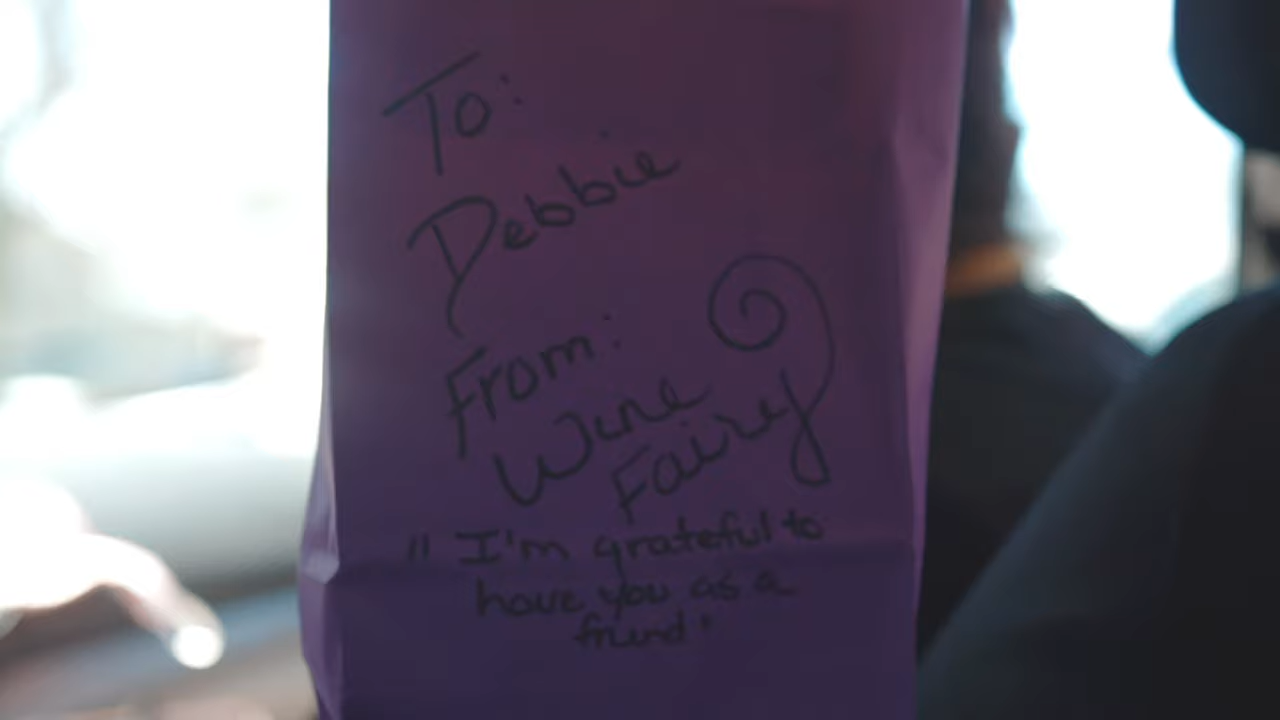 To:
Debbie
From:
Wine
Fairy
"I'm grateful to
have you as a
friend"